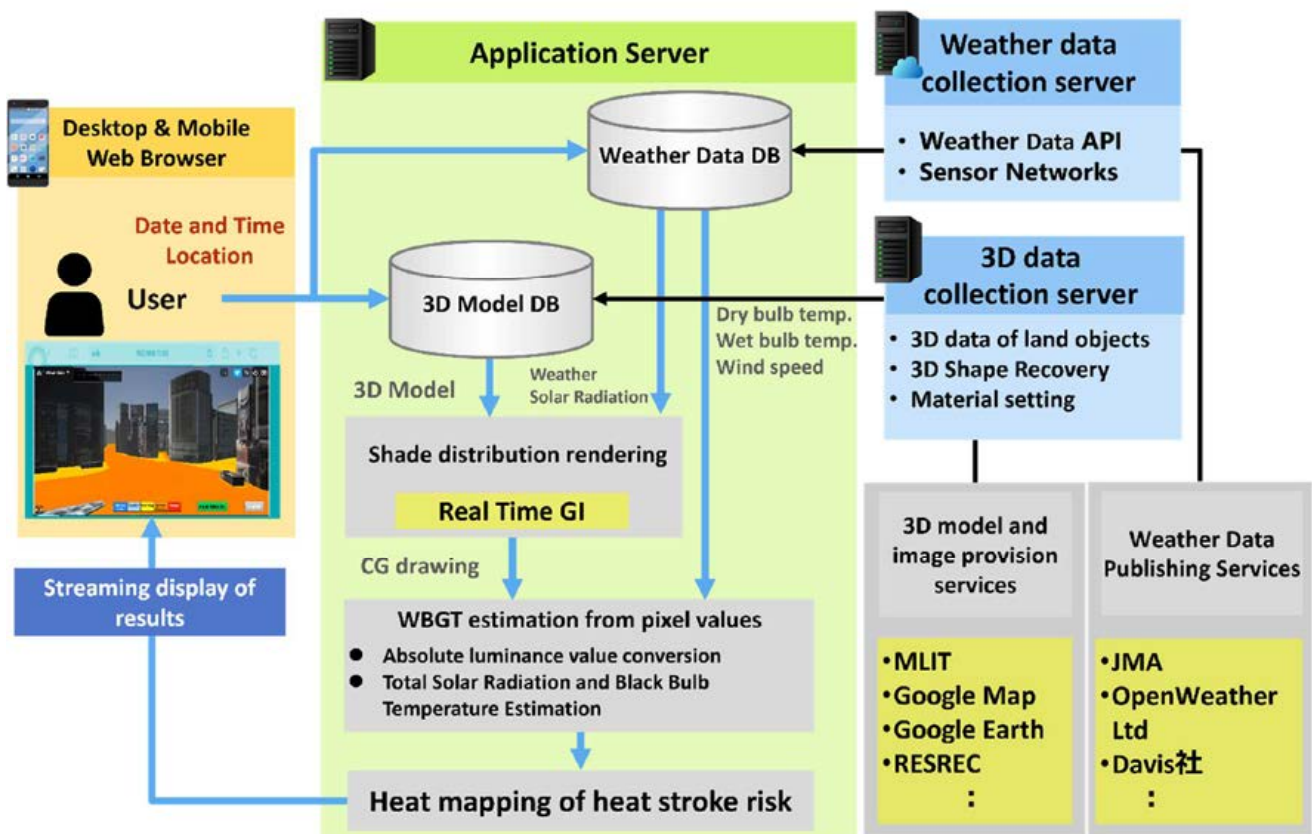 Application Server
Weather data
collection server
• Weather Data API
• Sensor Networks
Desktop & Mobile
Web Browser
Date and Time
Location
User
Weather Data DB
3D Model DB
3D data
collection server
• 3D data of land objects
• 3D Shape Recovery
• Material setting
Dry bulb temp.
Wet bulb temp.
Wind speed
3D Model
Weather
Solar Radiation
Shade distribution rendering
Real Time GI
CG drawing
Streaming display of
results
WBGT estimation from pixel values
● Absolute luminance value conversion
● Total Solar Radiation and Black Bulb
Temperature Estimation
Heat mapping of heat stroke risk
3D model and
image provision
services
•MLIT
•Google Map
•Google Earth
•RESREC
:
Weather Data
Publishing Services
•JMA
•OpenWeather
Ltd
•Davis社
: